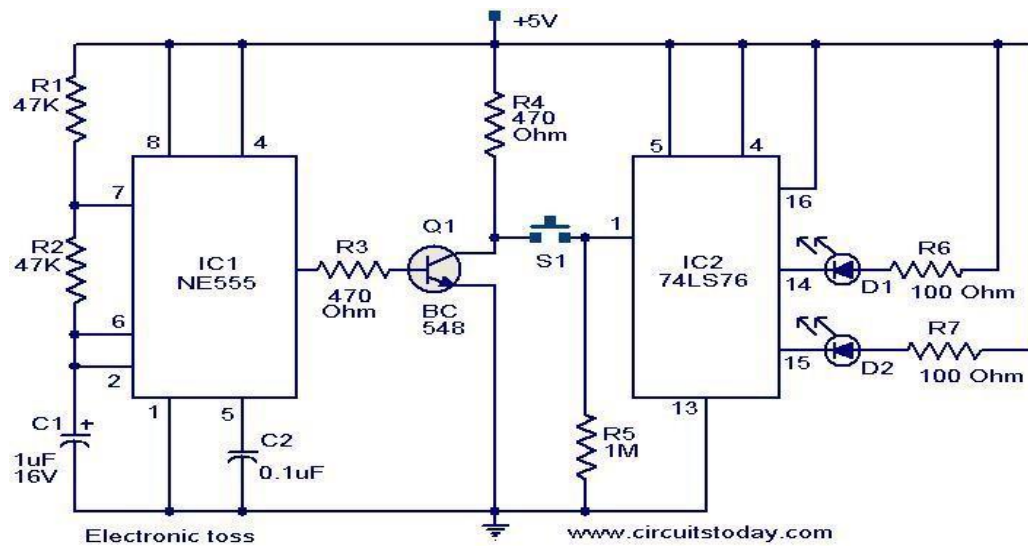 +5V
R1
47K
R4
470
Ohm
8
4
5
4
7
16
R2
47K
Q1
1
IC1
NE555
R3
S1
IC2
74LS76
R6
470
Ohm
BC
548
14
D1
100 Ohm
6
R7
2
15
D2
100 Ohm
1
5
13
C1
+
1uF
16V
C2
0.1uF
R5
1M
Electronic toss
www.circuitstoday.com